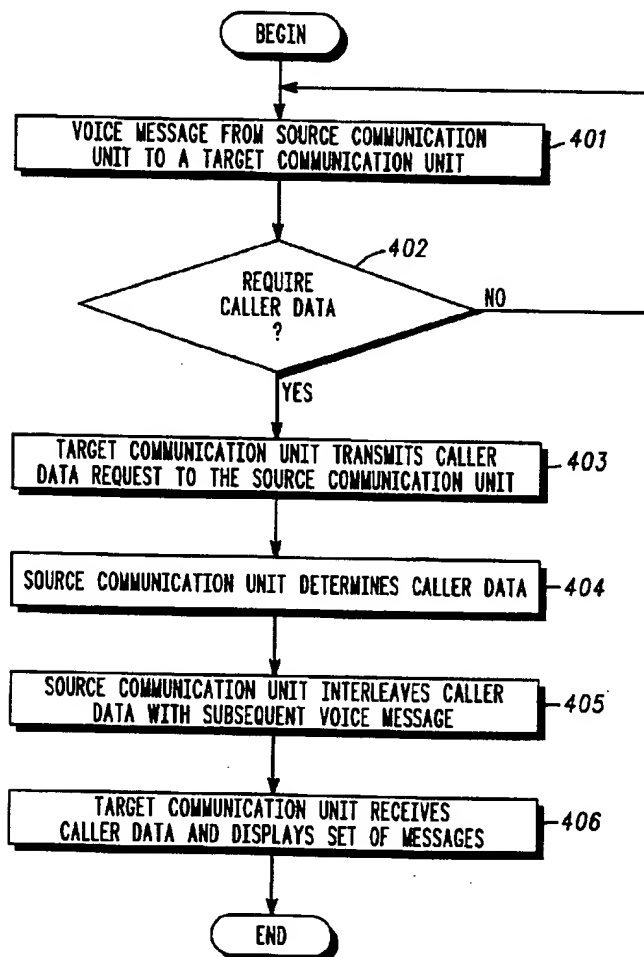 BEGIN
VOICE MESSAGE FROM SOURCE COMMUNICATION
UNIT TO A TARGET COMMUNICATION UNIT
401
402
REQUIRE
CALLER DATA
?
NO
YES
TARGET COMMUNICATION UNIT TRANSMITS CALLER
DATA REQUEST TO THE SOURCE COMMUNICATION UNIT
403
SOURCE COMMUNICATION UNIT DETERMINES CALLER DATA
404
SOURCE COMMUNICATION UNIT INTERLEAVES CALLER
DATA WITH SUBSEQUENT VOICE MESSAGE
405
TARGET COMMUNICATION UNIT RECEIVES
CALLER DATA AND DISPLAYS SET OF MESSAGES
406
END